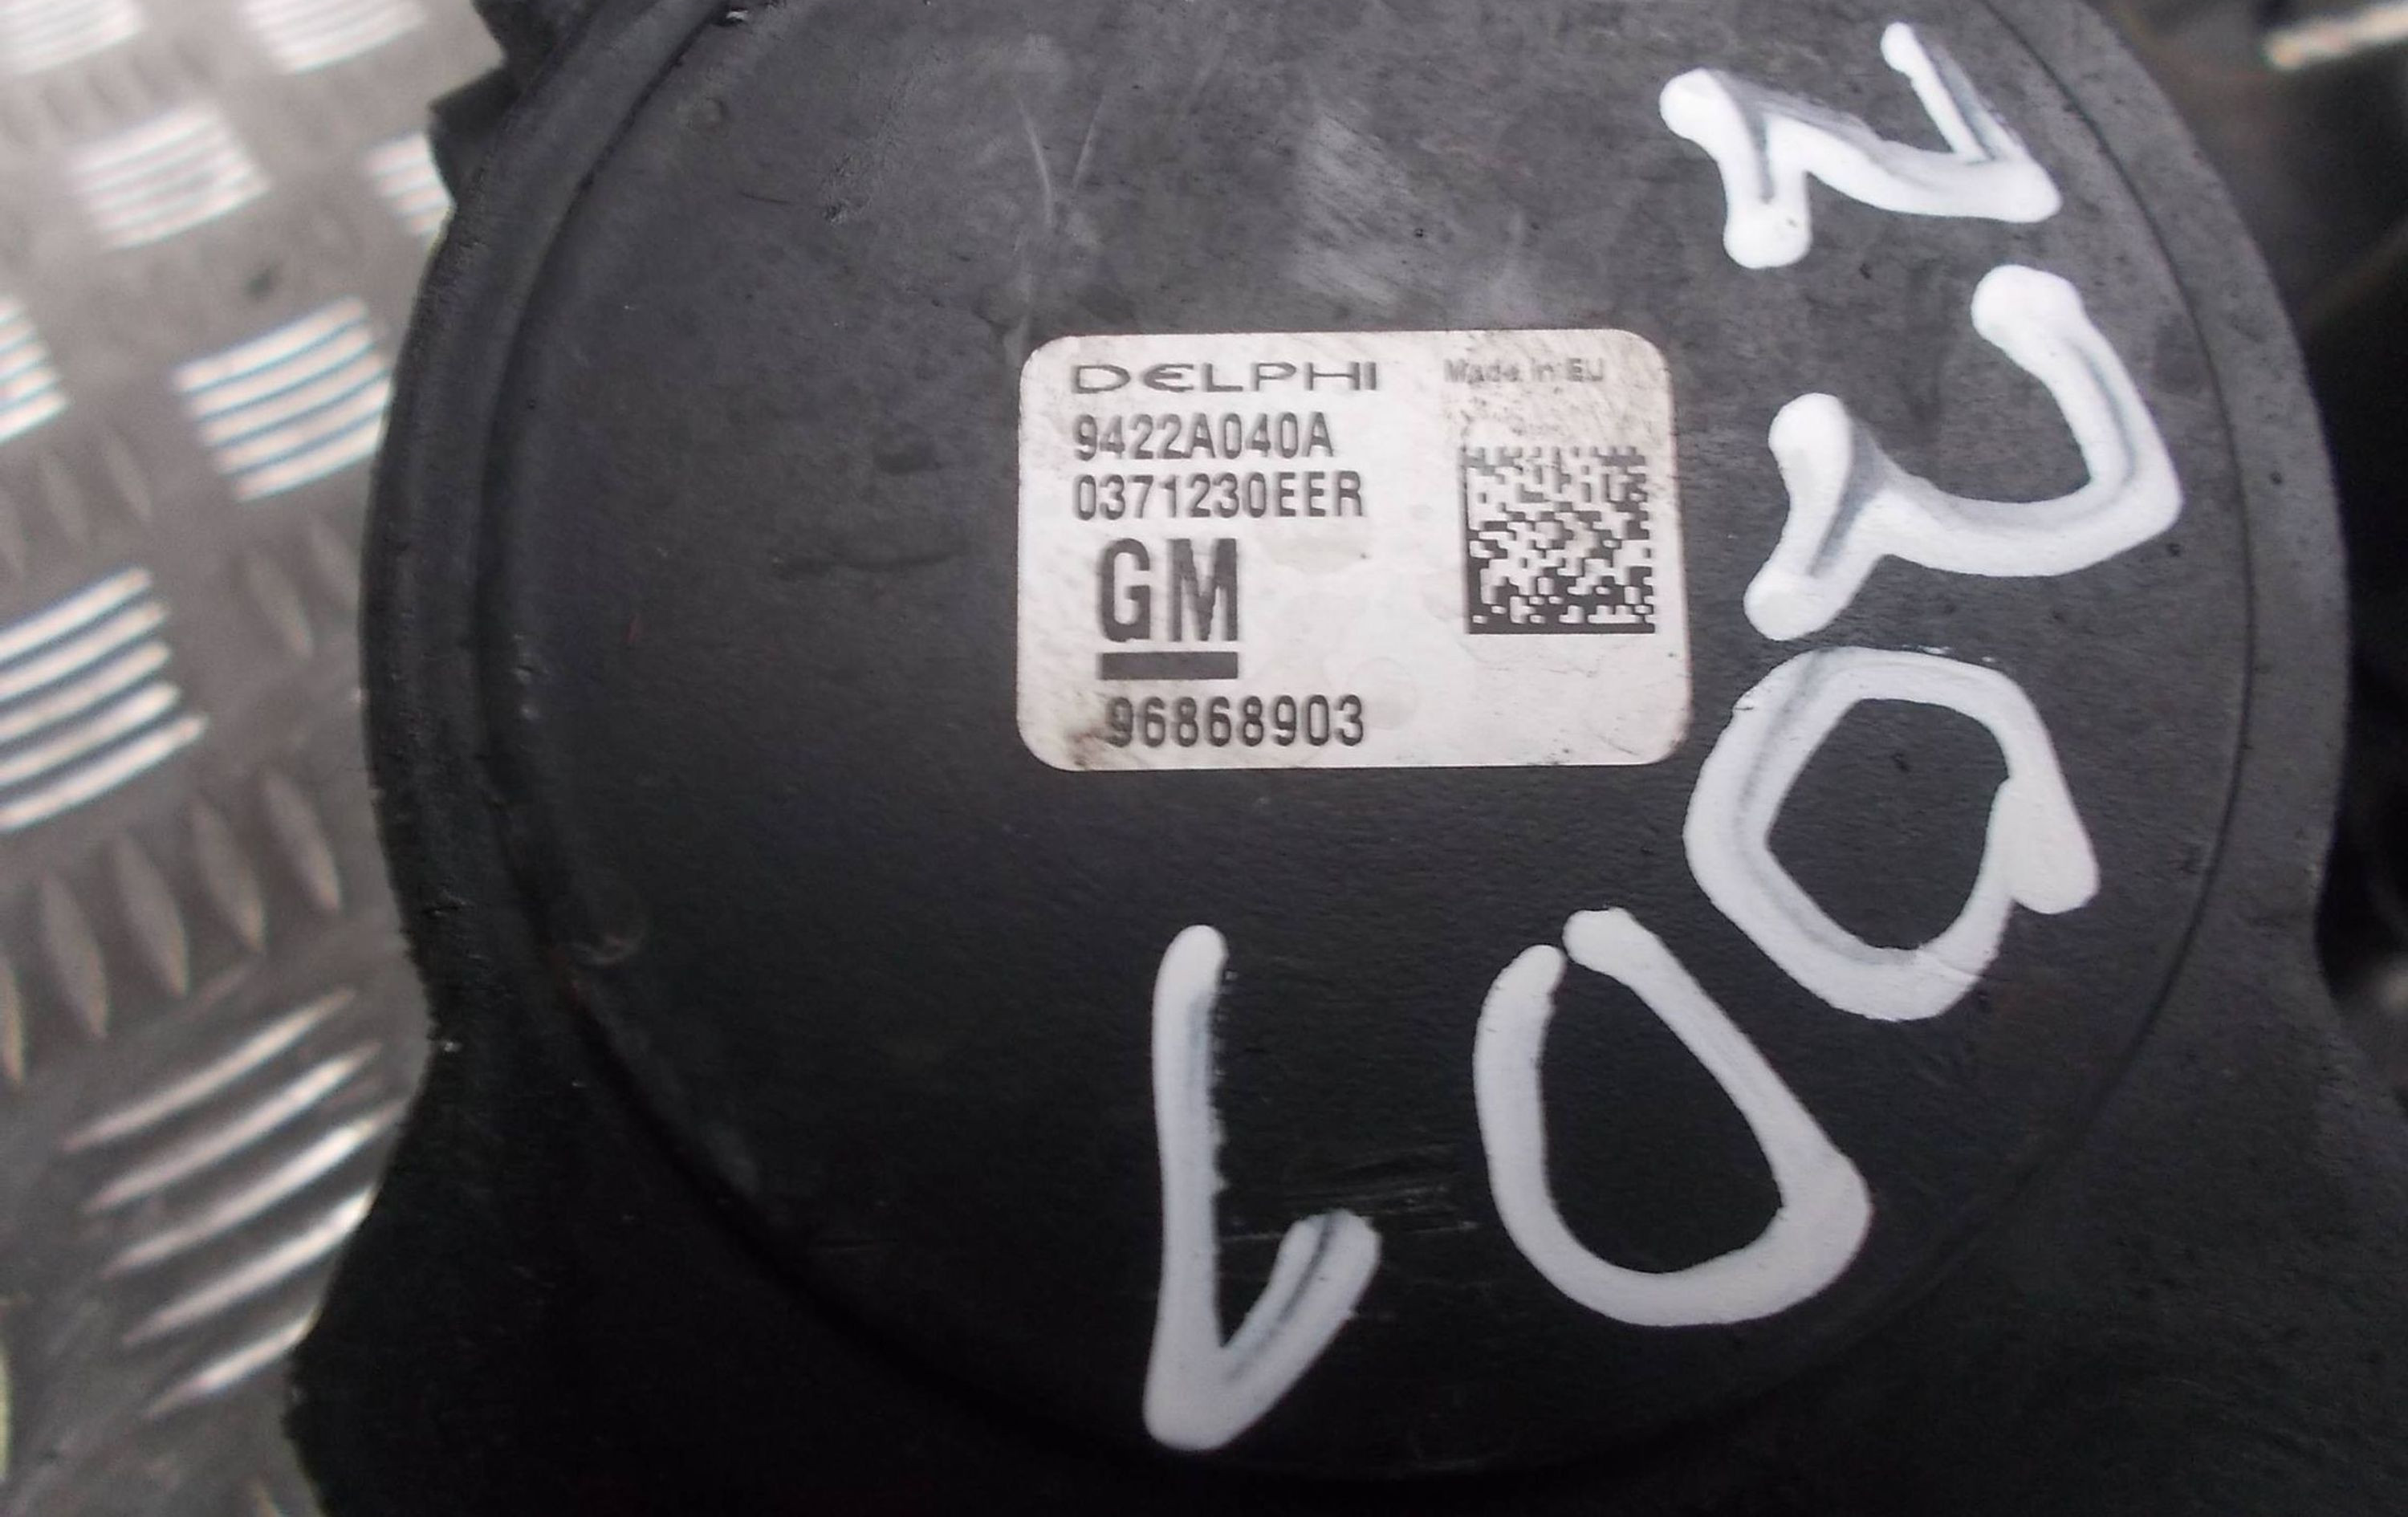 DELPHI
Made in EU
9422A040A
0371230EER
GM
96868903